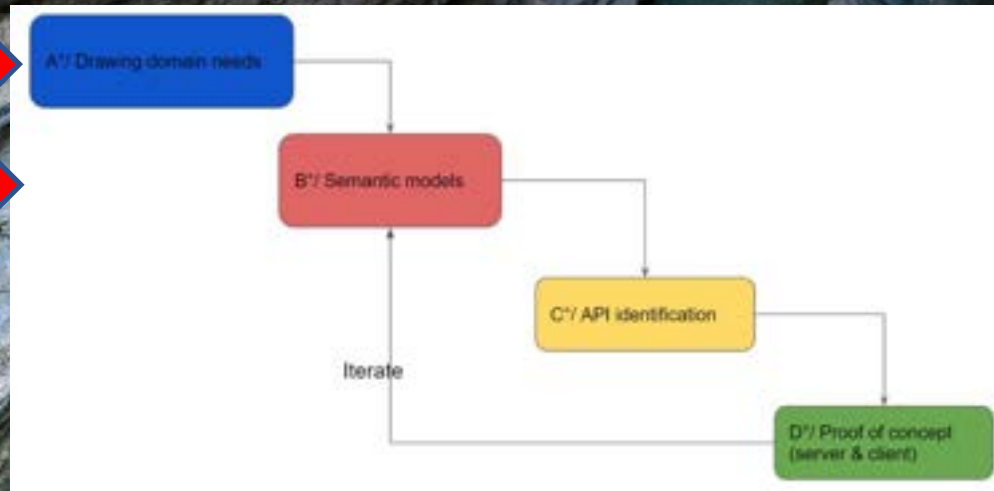 A°/ Drawing domain needs
B°/ Semantic models
C°/ API identification
Iterate
D°/ Proof of concept
(server & client)